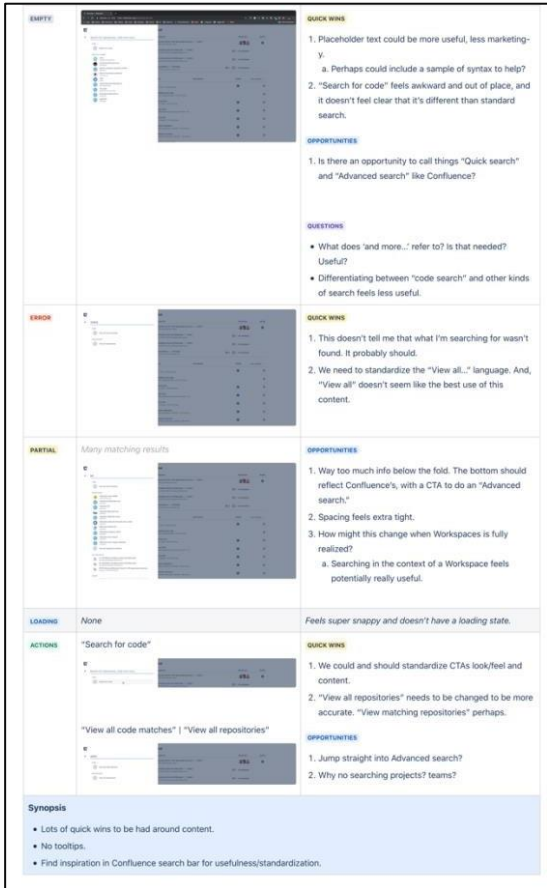 EMPTY
QUICK WINS
1. Placeholder text could be more useful, less marketing-
y.
a. Perhaps could include a sample of syntax to help?
2. "Search for code" feels awkward and out of place, and
it doesn't feel clear that it's different than standard
search.
OPPORTUNITIES
1. Is there an opportunity to call things "Quick search"
and "Advanced search" like Confluence?
QUESTIONS
• What does 'and more...' refer to? Is that needed?
Useful?
• Differentiating between "code search" and other kinds
of search feels less useful.
ERROR
QUICK WINS
1. This doesn't tell me that what I'm searching for wasn't
found. It probably should.
2. We need to standardize the "View all..." language. And,
"View all" doesn't seem like the best use of this
content.
PARTIAL
Many matching results
OPPORTUNITIES
1. Way too much info below the fold. The bottom should
reflect Confluence's, with a CTA to do an "Advanced
search."
2. Spacing feels extra tight.
3. How might this change when Workspaces is fully
realized?
a. Searching in the context of a Workspace feels
potentially really useful.
LOADING
None
Feels super snappy and doesn't have a loading state.
ACTIONS
"Search for code"
QUICK WINS
1. We could and should standardize CTAs look/feel and
content.
2. "View all repositories" needs to be changed to be more
accurate. "View matching repositories" perhaps.
"View all code matches" | "View all repositories"
OPPORTUNITIES
1. Jump straight into Advanced search?
2. Why no searching projects? teams?
Synopsis
• Lots of quick wins to be had around content.
• No tooltips.
• Find inspiration in Confluence search bar for usefulness/standardization.